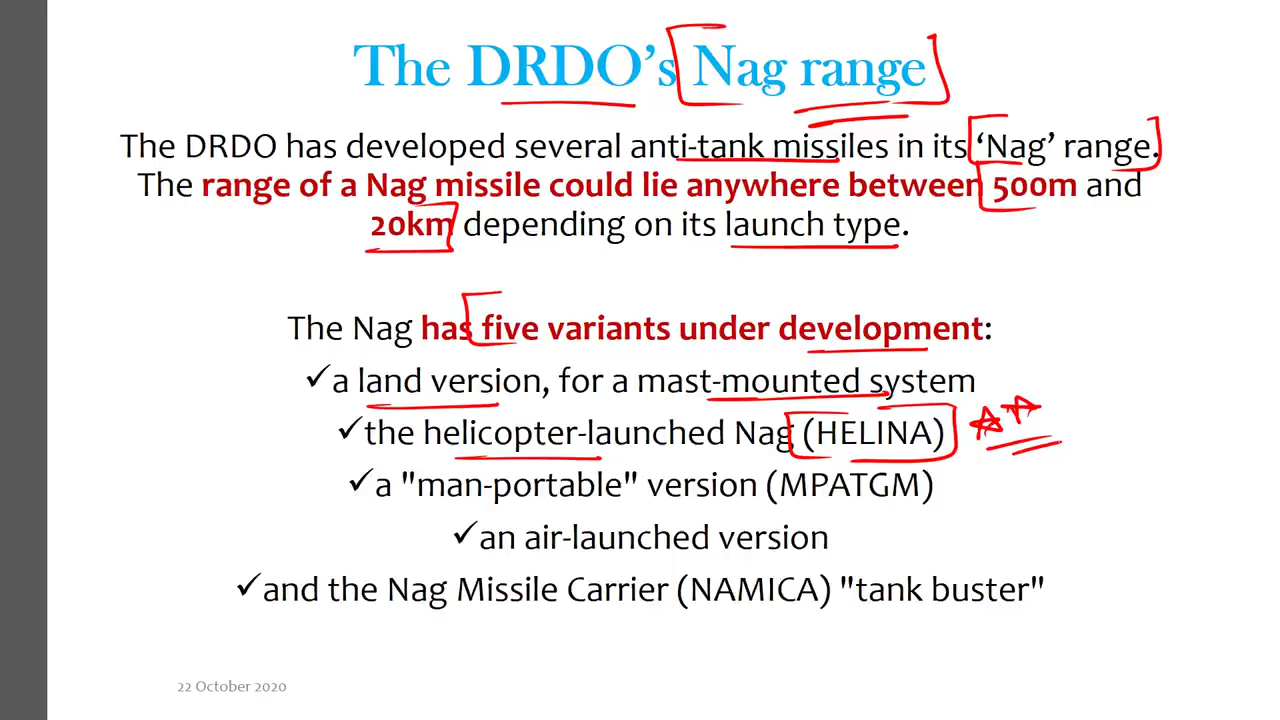 The DRDO's Nag range
The DRDO has developed several anti-tank missiles in its 'Nag' range.
The range of a Nag missile could lie anywhere between 500m and
20km depending on its launch type.
The Nag has five variants under development:
✓a land version, for a mast-mounted system
✓the helicopter-launched Nag (HELINA)
✓a "man-portable" version (MPATGM)
✓an air-launched version
✓and the Nag Missile Carrier (NAMICA) "tank buster"
22 October 2020